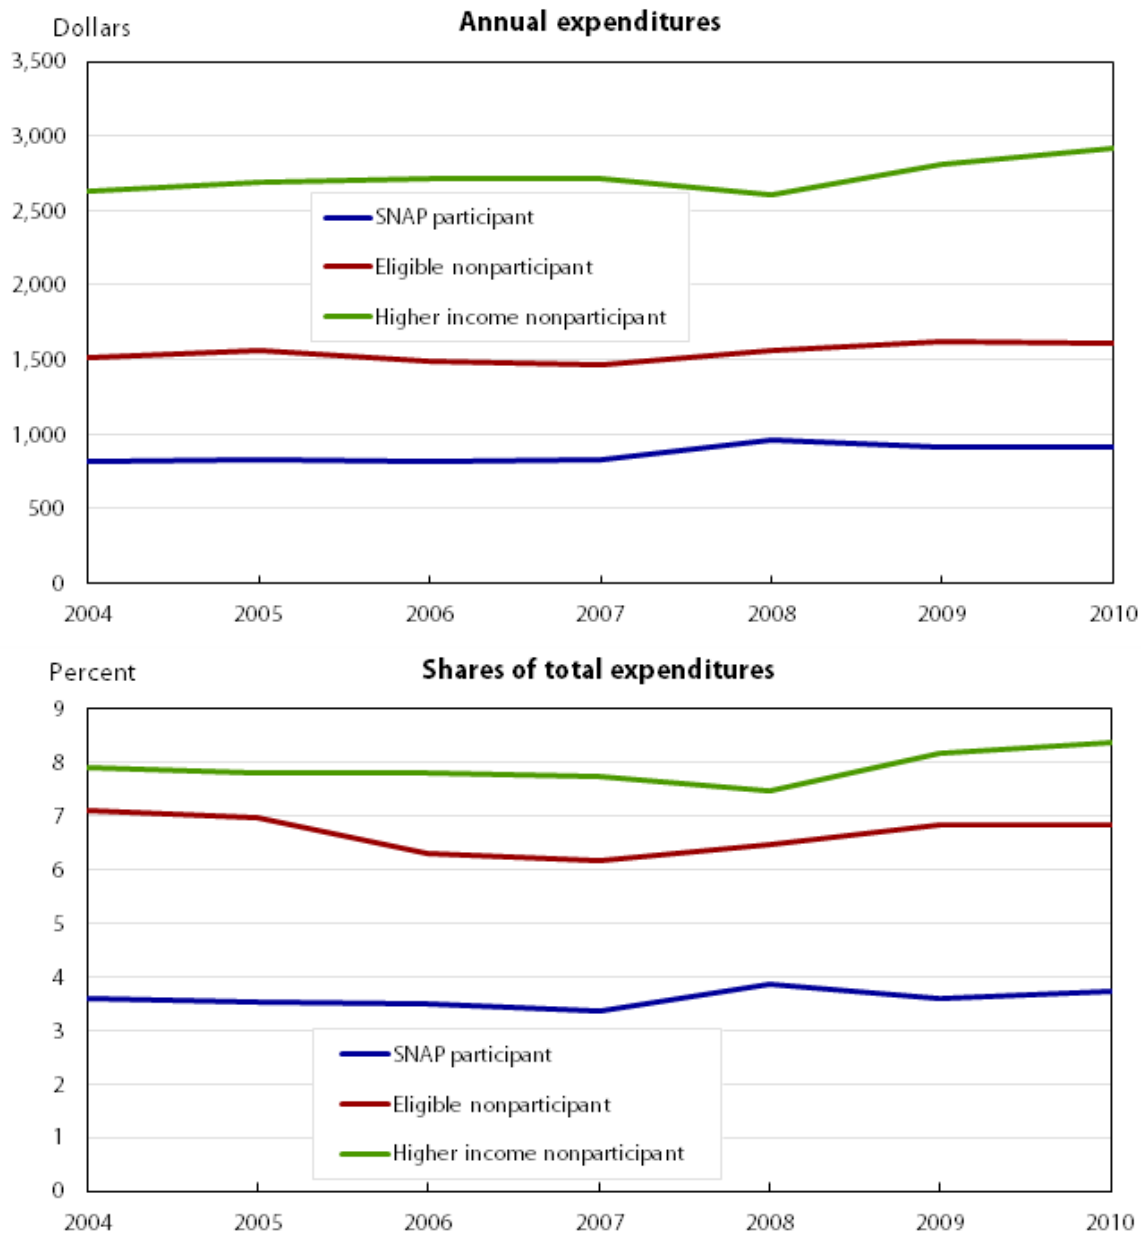 Annual expenditures
Dollars
3,500
3,000
2,500
2,000
1,500
1,000
500
0
SNAP participant
Eligible nonparticipant
Higher income nonparticipant
2004 2005 2006 2007 2008 2009 2010
Shares of total expenditures
Percent
9
8
7
6
5
4
3
2
1
0
SNAP participant
Eligible nonparticipant
Higher income nonparticipant
2004 2005 2006 2007 2008 2009 2010